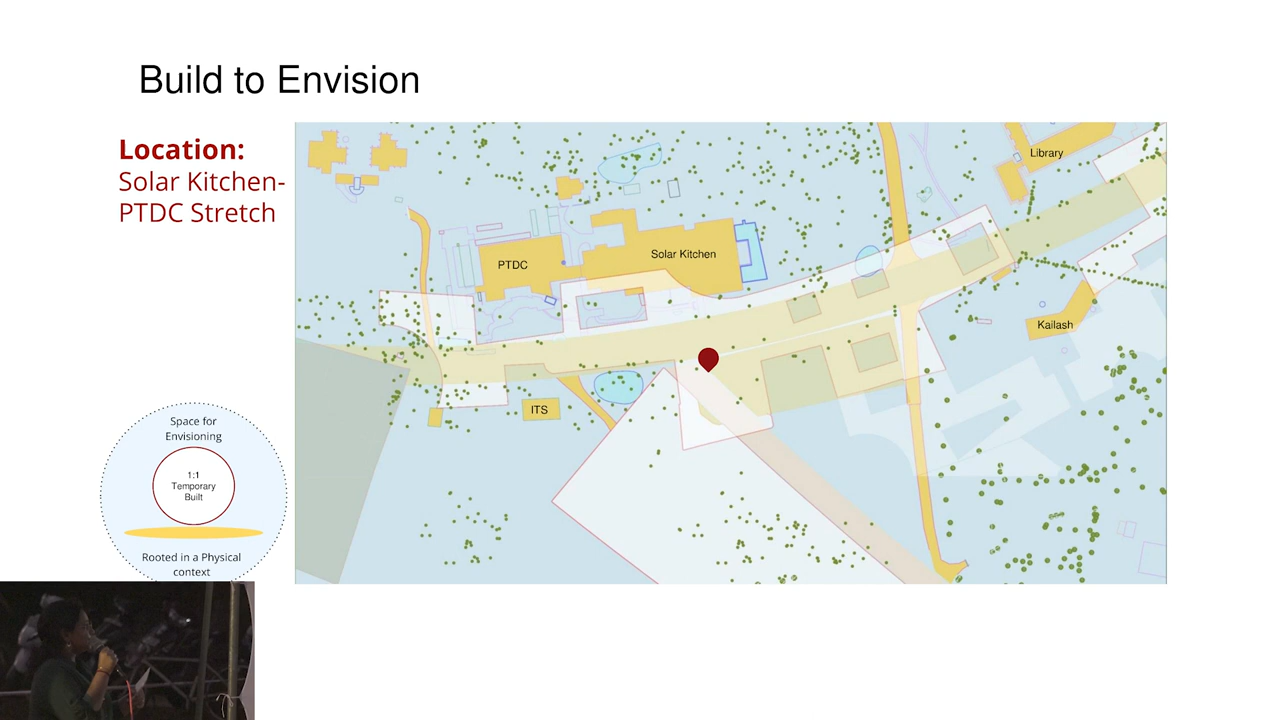 Build to Envision
Location:
Solar Kitchen-
PTDC Stretch
Library
Solar Kitchen
PTDC
Kailash
ITS
Space for
Envisioning
1:1
Temporary
Built
Rooted in a Physical
context